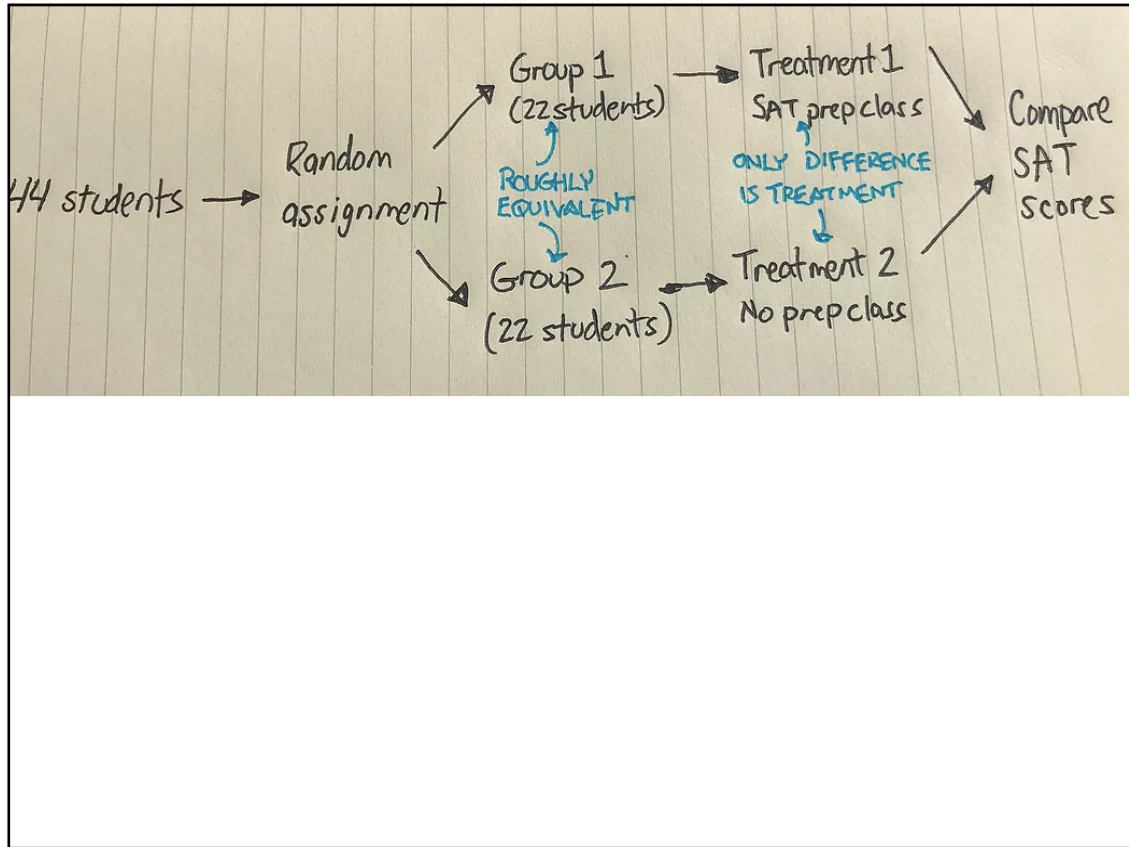 44 students
Random
assignment
Group 1
(22 students)
ROUGHLY
EQUIVALENT
Group 2
(22 students)
Treatment 1
SAT prep class
ONLY DIFFERENCE
IS TREATMENT
Treatment 2
No prep class
Compare
SAT
scores